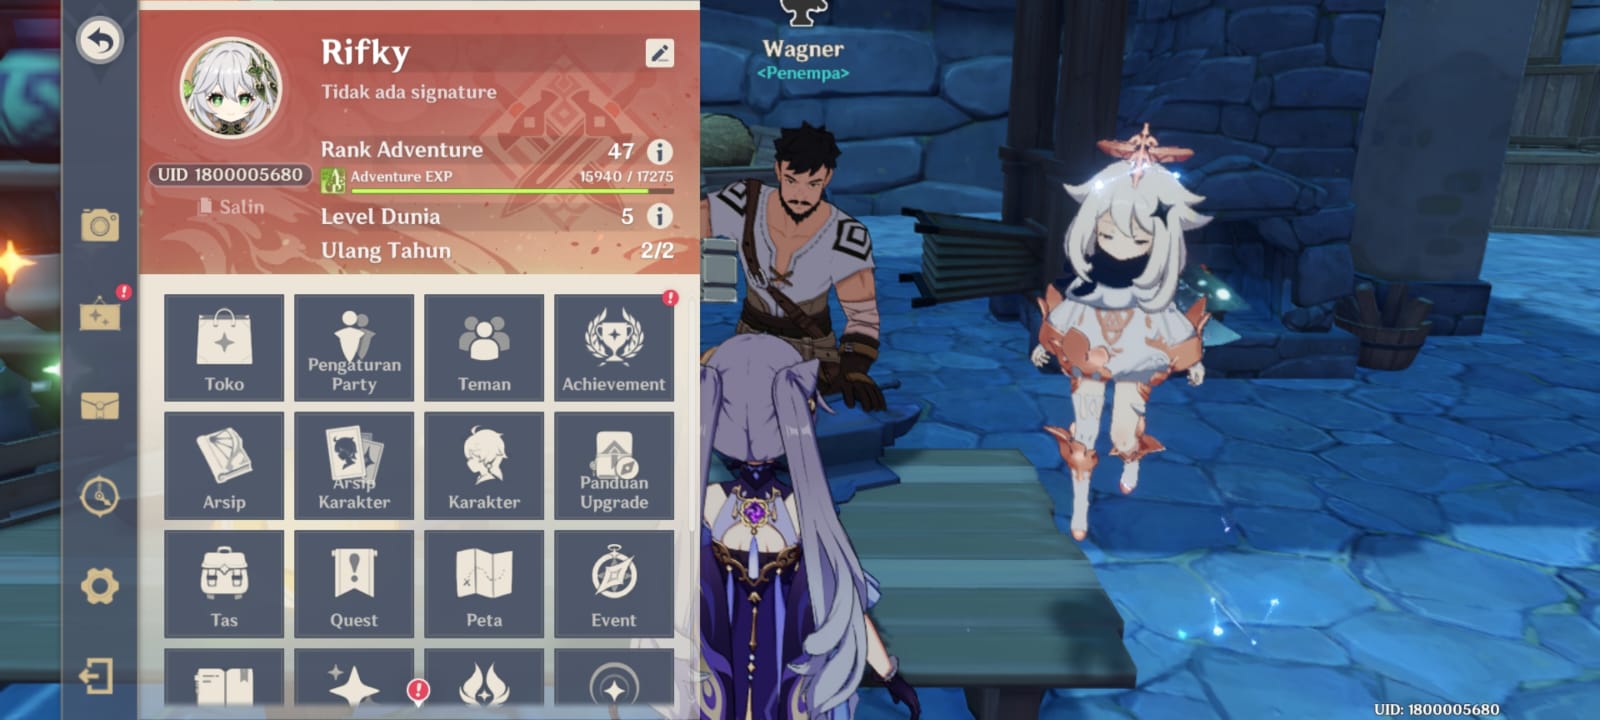 Rifky
Tidak ada signature
Rank Adventure 47
UID 1800005680
Adventure EXP 15940 / 17275
Salin
Level Dunia 5
Ulang Tahun 2/2
Toko
Pengaturan
Party
Teman
Achievement
Arsip
Arsip
Karakter
Karakter
Panduan
Upgrade
Tas
Quest
Peta
Event
Wagner
<Penempa>
UID: 1800005680